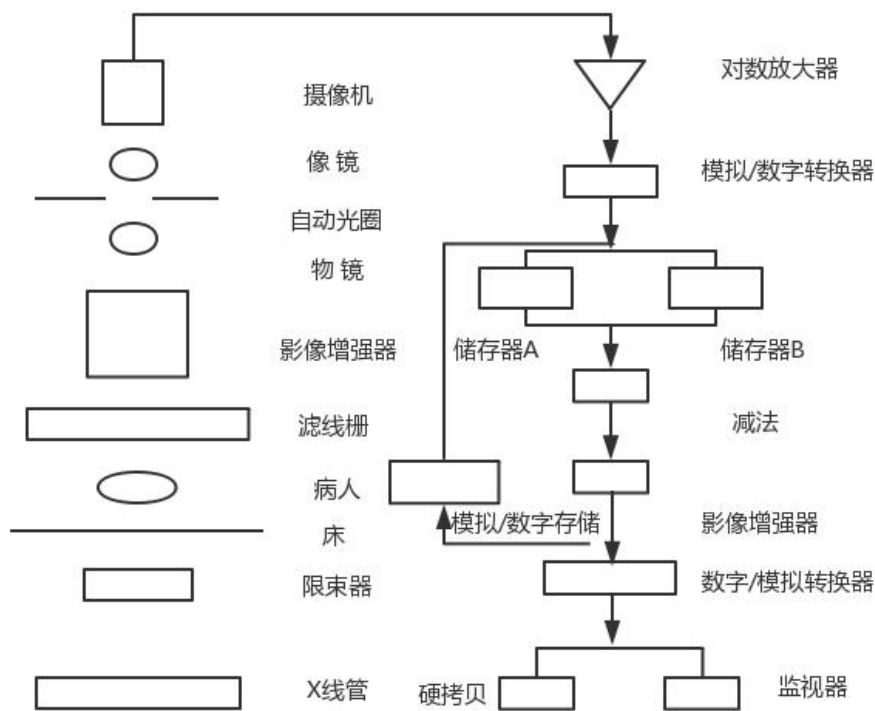 摄像机
像 镜
自动光圈
物 镜
影像增强器
滤线栅
病人
床
限束器
X线管
对数放大器
模拟/数字转换器
储存器A
储存器B
减法
模拟/数字存储
影像增强器
数字/模拟转换器
硬拷贝
监视器